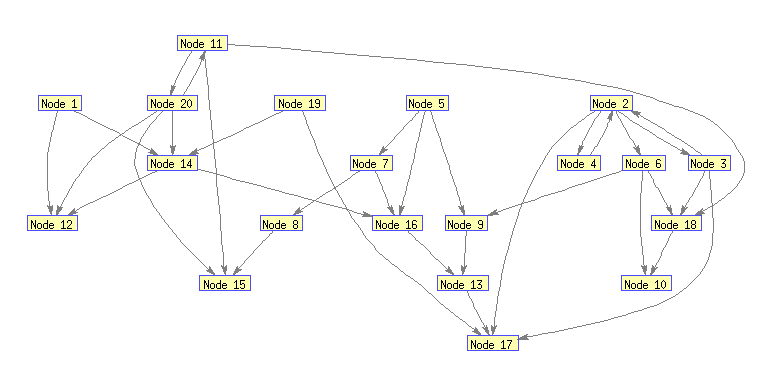 Node 11
Node 1
Node 20
Node 19
Node 5
Node 2
Node 14
Node 7
Node 4
Node 6
Node 3
Node 12
Node 8
Node 16
Node 9
Node 18
Node 15
Node 13
Node 10
Node 17